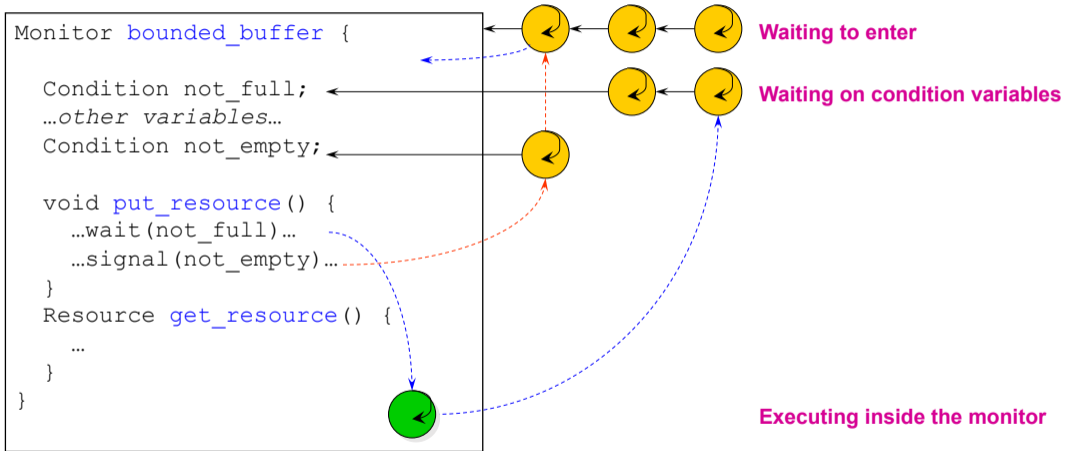 Monitor bounded_buffer {
Waiting to enter
Condition not_full;
Waiting on condition variables
…other variables…
Condition not_empty;
void put_resource() {
…wait(not_full)…
…signal(not_empty)…
}
Resource get_resource() {
…
}
}
Executing inside the monitor